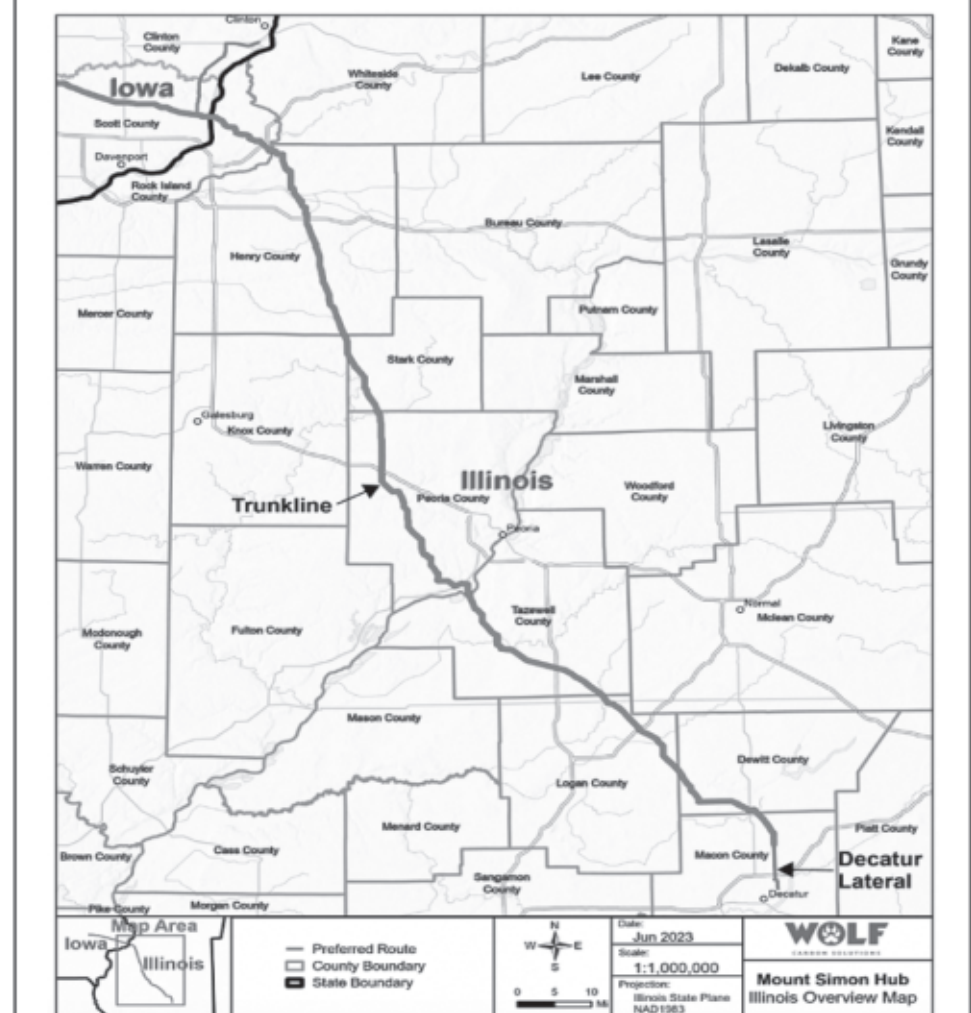 Clinton
Clinton
County
Kane
County
Whiteside
County
Lee County
Dekalb County
Iowa
Scott County
Kendall
County
Davenport
Rock Island
County
Bureau County
Lasalle
County
Henry County
Grundy
County
Mercer County
Putnam County
Stark County
Marshall
County
Galesburg
Knox County
Livingston
County
Warren County
Illinois
Woodford
County
Peoria County
Trunkline
Peoria
Normal
Mclean County
Tazewell
County
Mcdonough
County
Fulton County
Mason County
Dewitt County
Schuyler
County
Logan County
Menard County
Piatt County
Cass County
Macon County
Brown County
Decatur
Lateral
Sangamon
County
Decatur
Morgan County
Pike County
Map Area
Iowa
Illinois
Preferred Route
County Boundary
State Boundary
N
W E
S
0 5 10 Mi
Date:
Jun 2023
Scale:
1:1,000,000
Projection:
Illinois State Plane
NAD1983
WOLF
CARBON SOLUTIONS
Mount Simon Hub
Illinois Overview Map